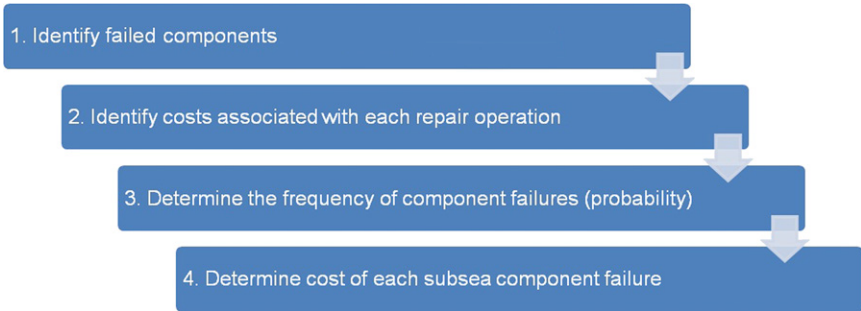 1. Identify failed components
2. Identify costs associated with each repair operation
3. Determine the frequency of component failures (probability)
4. Determine cost of each subsea component failure